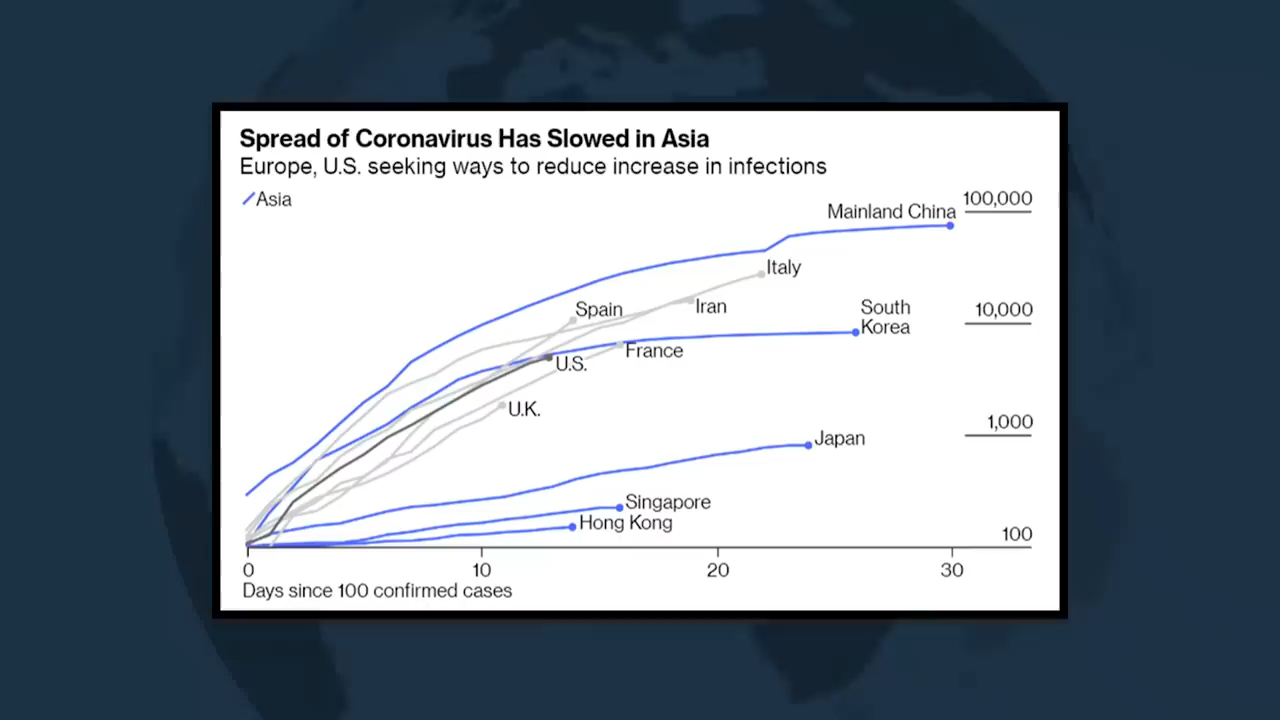 Spread of Coronavirus Has Slowed in Asia
Europe, U.S. seeking ways to reduce increase in infections
Asia
100,000
Mainland China
Italy
Spain
Iran
South
Korea
10,000
France
U.S.
U.K.
1,000
Japan
Singapore
Hong Kong
100
0 10 20 30
Days since 100 confirmed cases